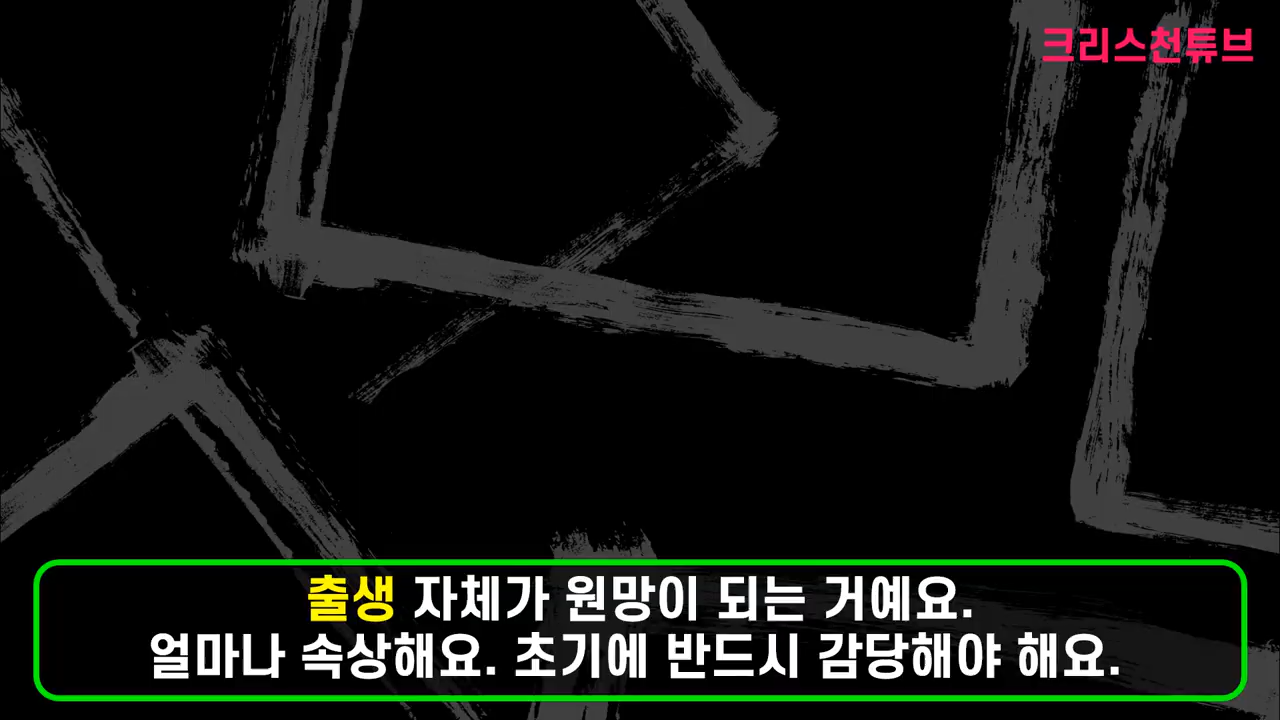 크리스천튜브
출생 자체가 원망이 되는 거예요.
얼마나 속상해요. 초기에 반드시 감당해야 해요.